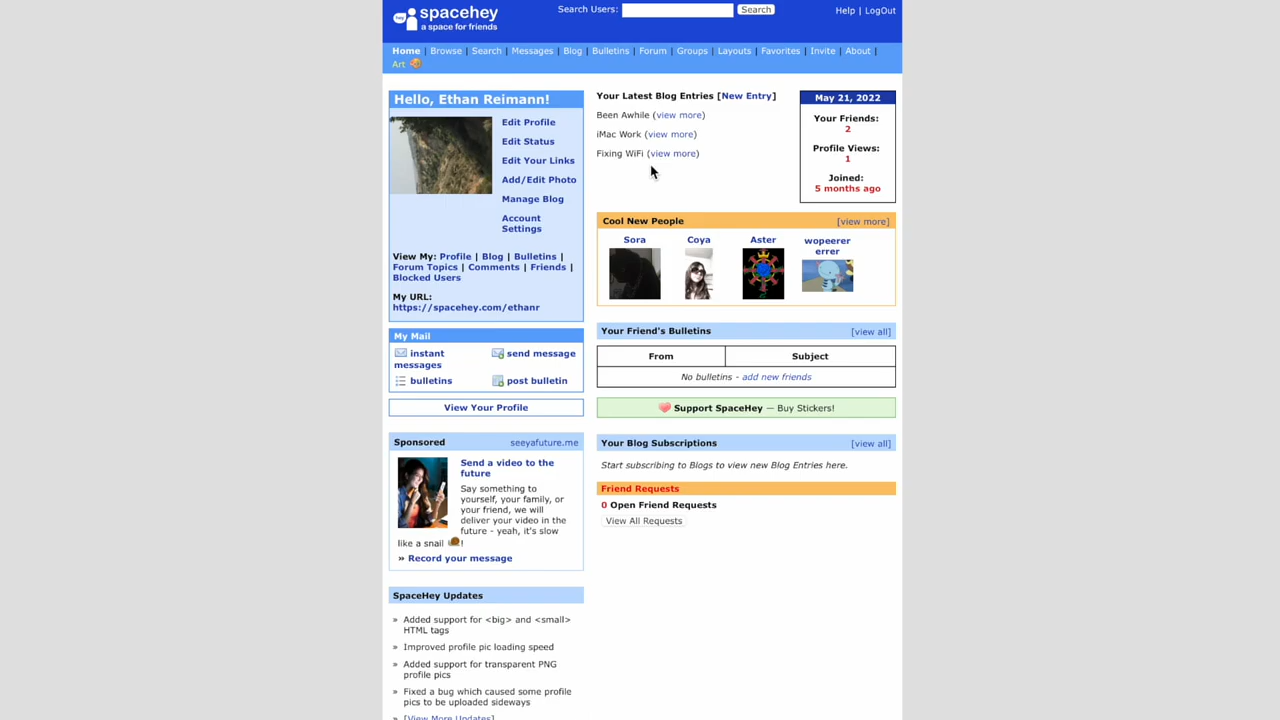 hey
spacehey
a space for friends
Search Users:
Search
Help | LogOut
Home | Browse | Search | Messages | Blog | Bulletins | Forum | Groups | Layouts | Favorites | Invite | About |
Art
Hello, Ethan Reimann!
Edit Profile
Edit Status
Edit Your Links
Add/Edit Photo
Manage Blog
Account
Settings
View My: Profile | Blog | Bulletins |
Forum Topics | Comments | Friends |
Blocked Users
My URL:
https://spacehey.com/ethanr
My Mail
instant
messages
send message
bulletins
post bulletin
View Your Profile
Sponsored
seeyafuture.me
Send a video to the
future
Say something to
yourself, your family, or
your friend, we will
deliver your video in the
future - yeah, it's slow
like a snail !
» Record your message
SpaceHey Updates
» Added support for <big> and <small>
HTML tags
» Improved profile pic loading speed
» Added support for transparent PNG
profile pics
» Fixed a bug which caused some profile
pics to be uploaded sideways
» [View More Updates]
Your Latest Blog Entries [New Entry]
Been Awhile (view more)
iMac Work (view more)
Fixing WiFi (view more)
May 21, 2022
Your Friends:
2
Profile Views:
1
Joined:
5 months ago
Cool New People
[view more]
Sora
Coya
Aster
wopeerer
errer
Your Friend's Bulletins
[view all]
From
Subject
No bulletins - add new friends
Support SpaceHey — Buy Stickers!
Your Blog Subscriptions
[view all]
Start subscribing to Blogs to view new Blog Entries here.
Friend Requests
0 Open Friend Requests
View All Requests